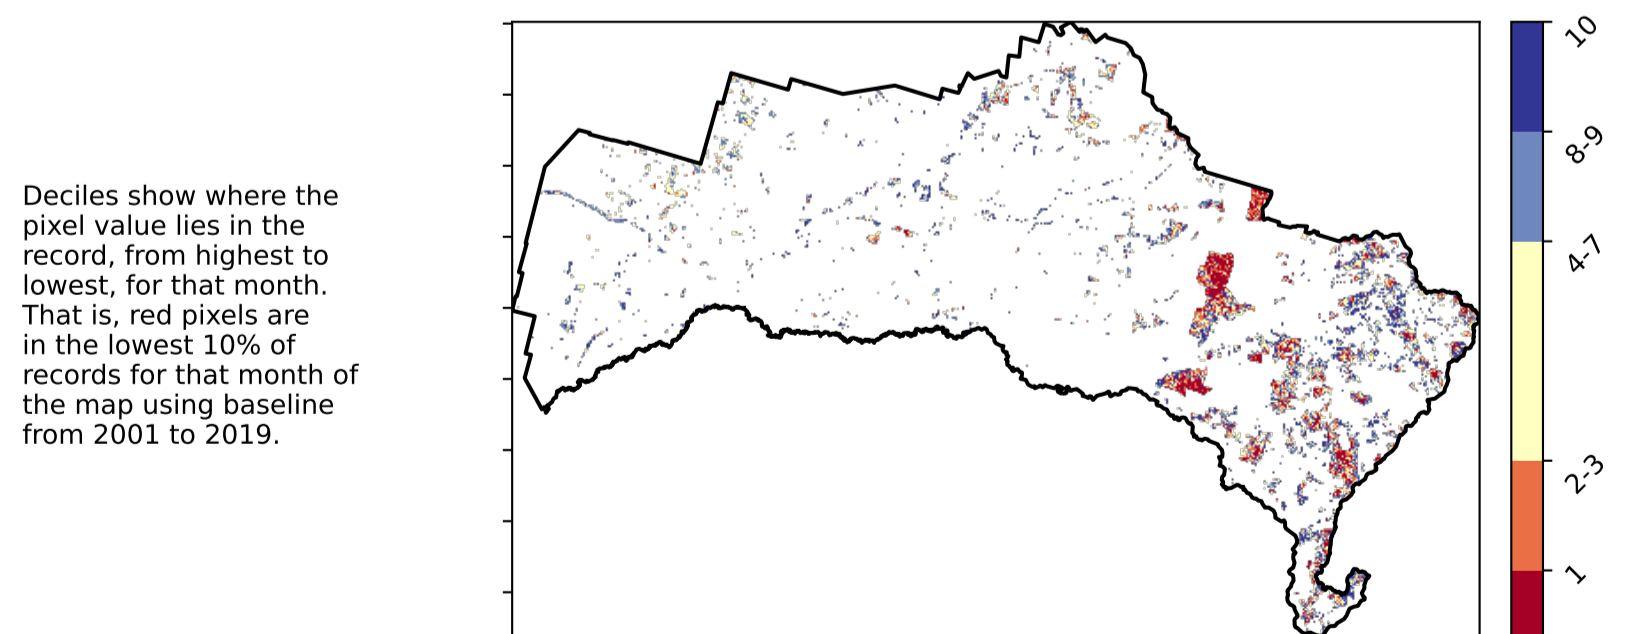 Deciles show where the
pixel value lies in the
record, from highest to
lowest, for that month.
That is, red pixels are
in the lowest 10% of
records for that month of
the map using baseline
from 2001 to 2019.
10
8-9
4-7
2-3
1